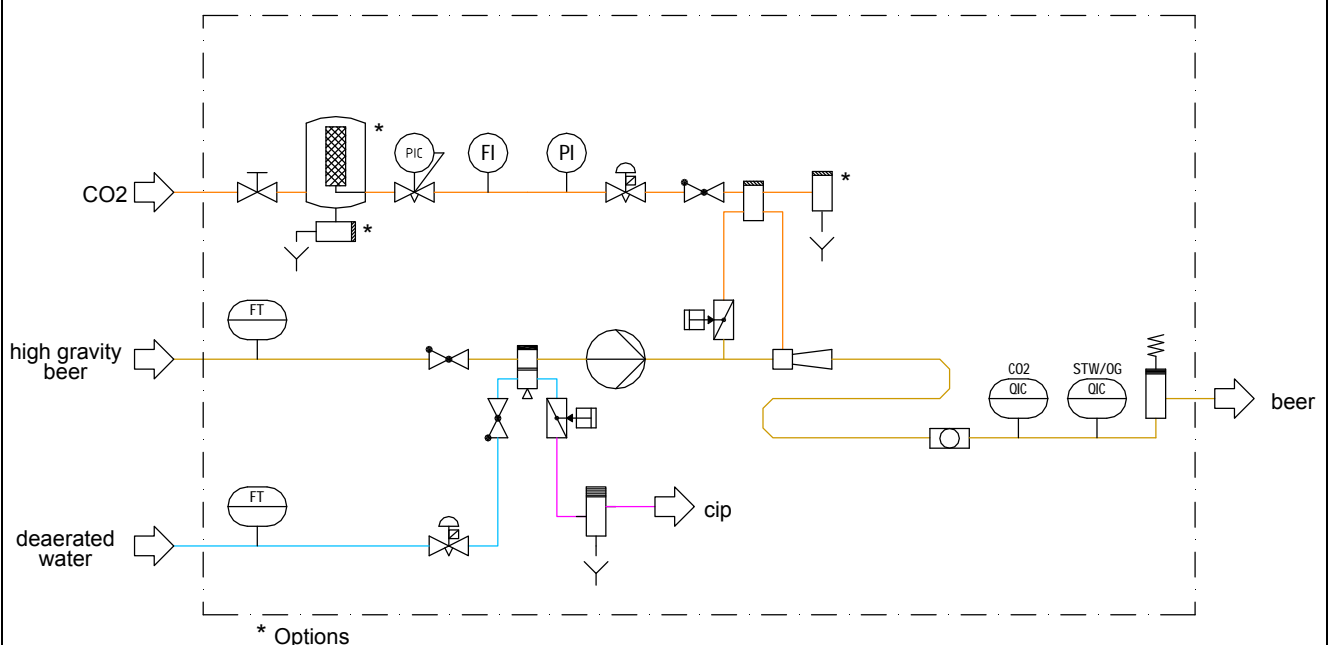 *
PIC
FI
PI
CO2
*
*
FT
high gravity
beer
CO2
QIC
STW/OG
QIC
beer
FT
cip
deaerated
water
* Options